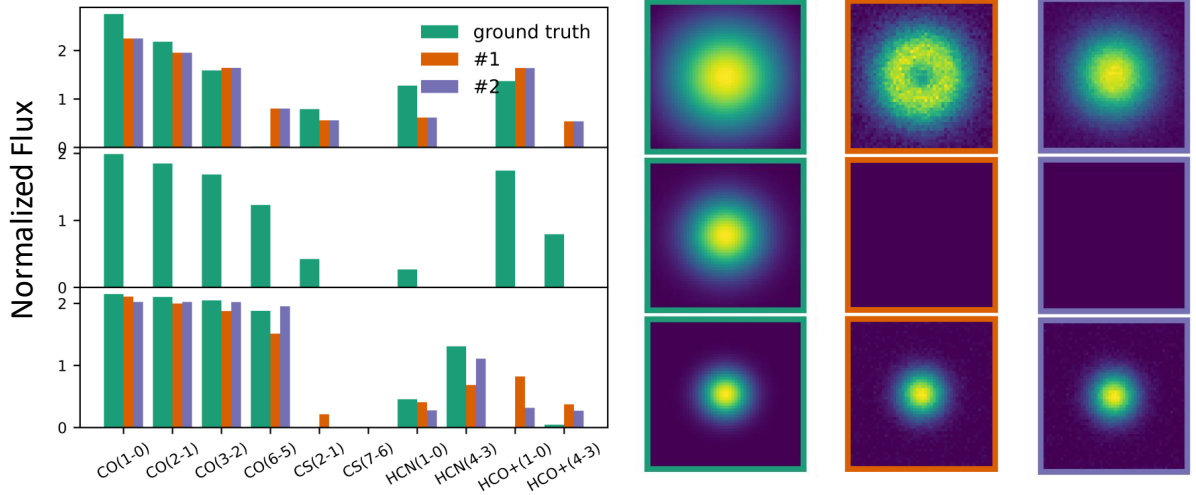 Normalized Flux
2
1
0
2
1
0
2
1
0
ground truth
#1
#2
CO(1-0)
CO(2-1)
CO(3-2)
CO(6-5)
CS(2-1)
CS(7-6)
HCN(1-0)
HCN(4-3)
HCO+(1-0)
HCO+(4-3)